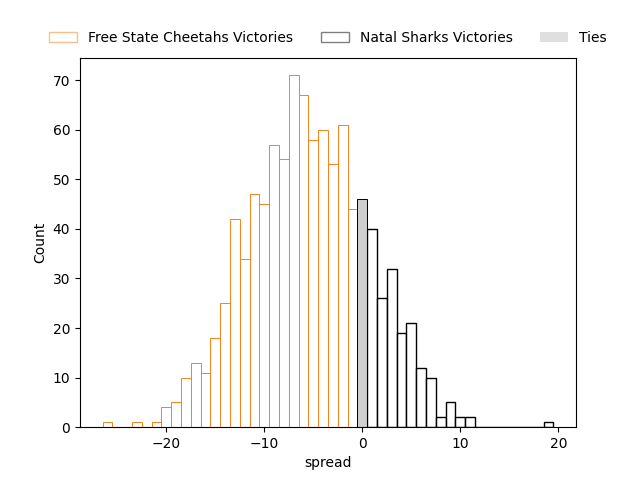 Free State Cheetahs Victories Natal Sharks Victories Ties
70
60
50
40
30
20
10
0
Count
−20 −10 0 10 20
spread